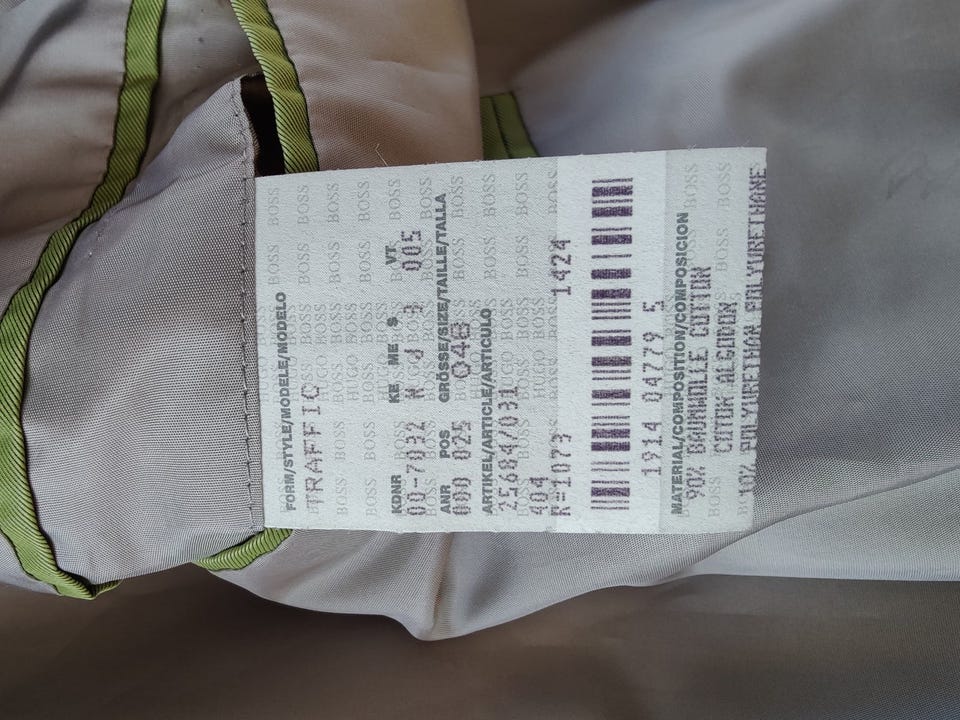 FORM/STYLE/MODELE/MODELO
TRAFFIC
KDNR KE ME S VT
00-7032 N J 3 005
ANR POS GRÖSSE/SIZE/TAILLE/TALLA
000 025 048
ARTIKEL/ARTICLE/ARTICULO
25684/031
404
R=1073 1424
1914 04779 5
MATERIAL/COMPOSITION/COMPOSICION
90% BAUMWOLLE COTTON
COTON ALGODON,
10% POLYURETHAN POLYURETHANE